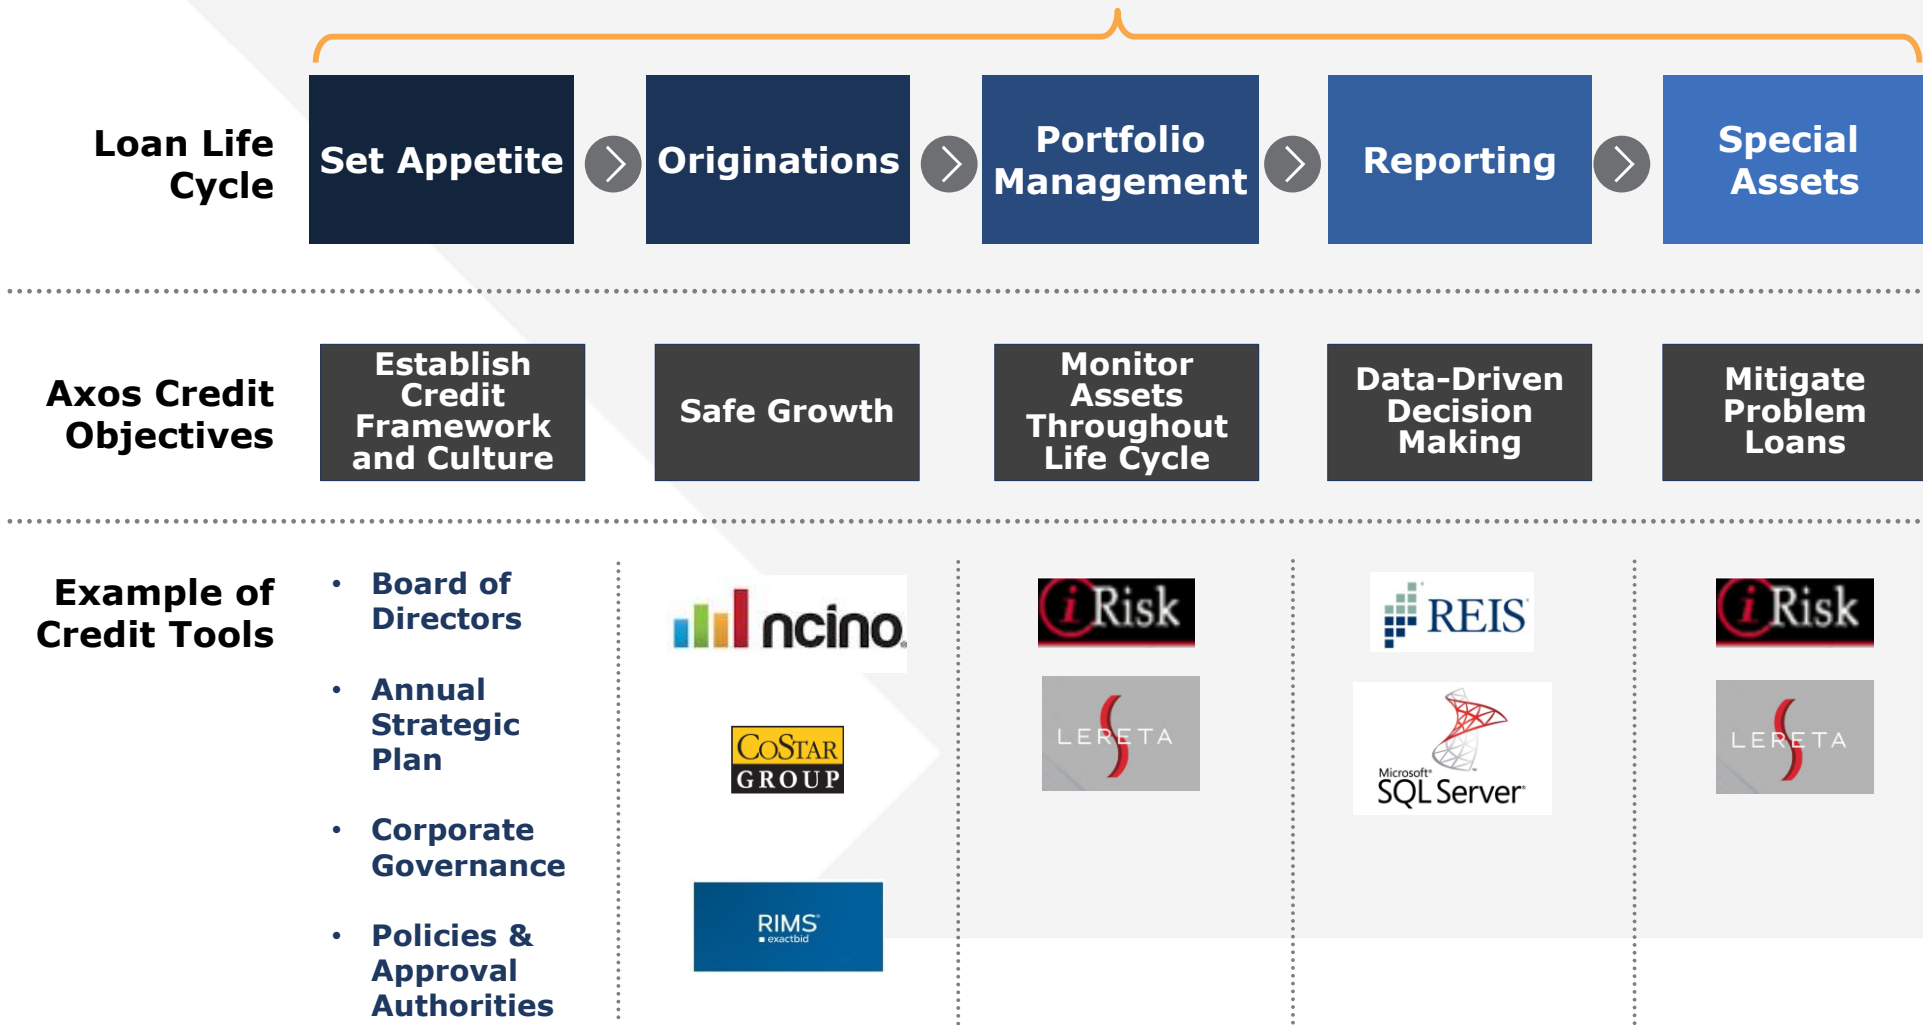 Loan Life
Cycle
Set Appetite
Originations
Portfolio
Management
Reporting
Special
Assets
Axos Credit
Objectives
Establish
Credit
Framework
and Culture
Safe Growth
Monitor
Assets
Throughout
Life Cycle
Data-Driven
Decision
Making
Mitigate
Problem
Loans
Example of
Credit Tools
• Board of
Directors
• Annual
Strategic
Plan
• Corporate
Governance
• Policies &
Approval
Authorities
ncino.
COSTAR
GROUP
RIMS®
exactbid
iRisk
LERETA
REIS
Microsoft®
SQL Server®
iRisk
LERETA